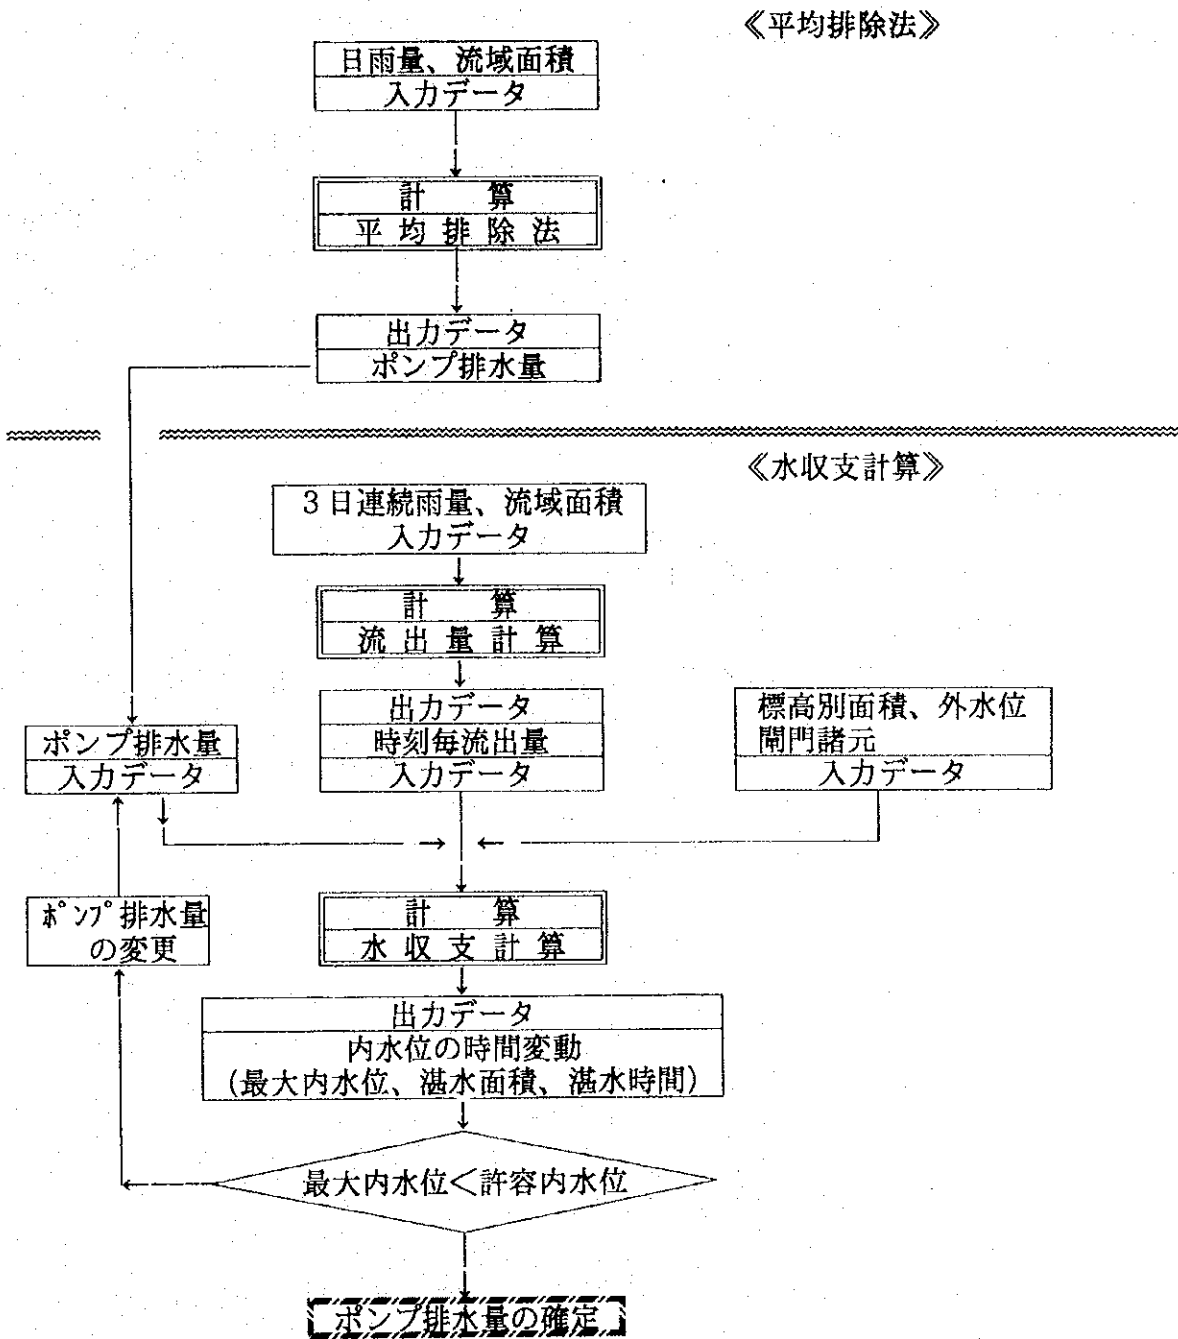 《平均排除法》
日雨量、流域面積
入力データ
計　算
平均排除法
出力データ
ポンプ排水量
《水収支計算》
3日連続雨量、流域面積
入力データ
計　算
流出量計算
出力データ
時刻毎流出量
入力データ
標高別面積、外水位
閘門諸元
入力データ
ポンプ排水量
入力データ
ﾎﾟﾝﾌﾟ排水量
の変更
計　算
水収支計算
出力データ
内水位の時間変動
(最大内水位、湛水面積、湛水時間)
最大内水位＜許容内水位
ポンプ排水量の確定